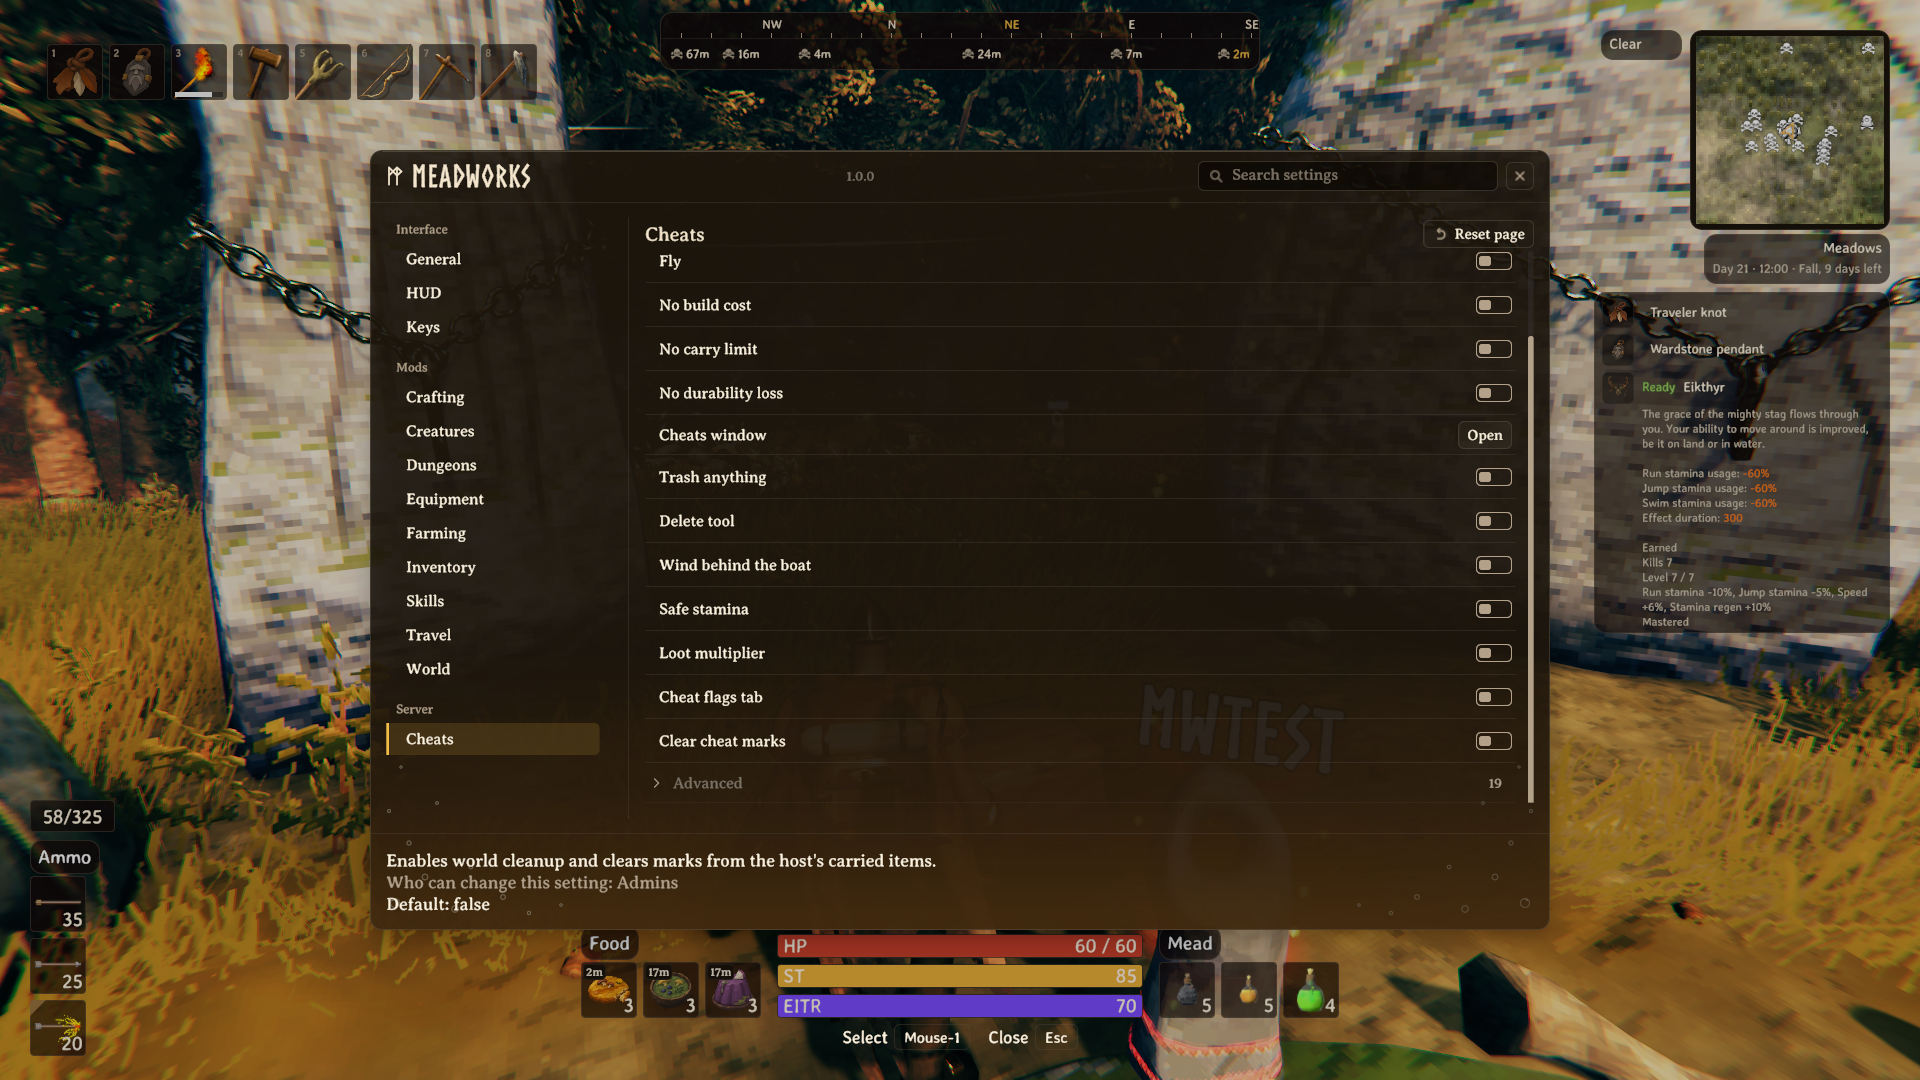 NW N NE E SE
67m 16m 4m 24m 7m 2m
Clear
1 2 3 4 5 6 7 8
MEADWORKS
1.0.0
Search settings
Interface
General
HUD
Keys
Mods
Crafting
Creatures
Dungeons
Equipment
Farming
Inventory
Skills
Travel
World
Server
Cheats
Cheats
Reset page
Fly
No build cost
No carry limit
No durability loss
Cheats window
Open
Trash anything
Delete tool
Wind behind the boat
Safe stamina
Loot multiplier
Cheat flags tab
Clear cheat marks
Advanced
19
MWTEST
Enables world cleanup and clears marks from the host's carried items.
Who can change this setting: Admins
Default: false
Meadows
Day 21 · 12:00 · Fall, 9 days left
Traveler knot
Wardstone pendant
Ready Eikthyr
The grace of the mighty stag flows through
you. Your ability to move around is improved,
be it on land or in water.
Run stamina usage: -60%
Jump stamina usage: -60%
Swim stamina usage: -60%
Effect duration: 300
Earned
Kills 7
Level 7 / 7
Run stamina -10%, Jump stamina -5%, Speed
+6%, Stamina regen +10%
Mastered
58/325
Ammo
35
25
20
Food
2m 3
17m 3
17m 3
HP 60 / 60
ST 85
EITR 70
Mead
5
5
4
Select Mouse-1 Close Esc